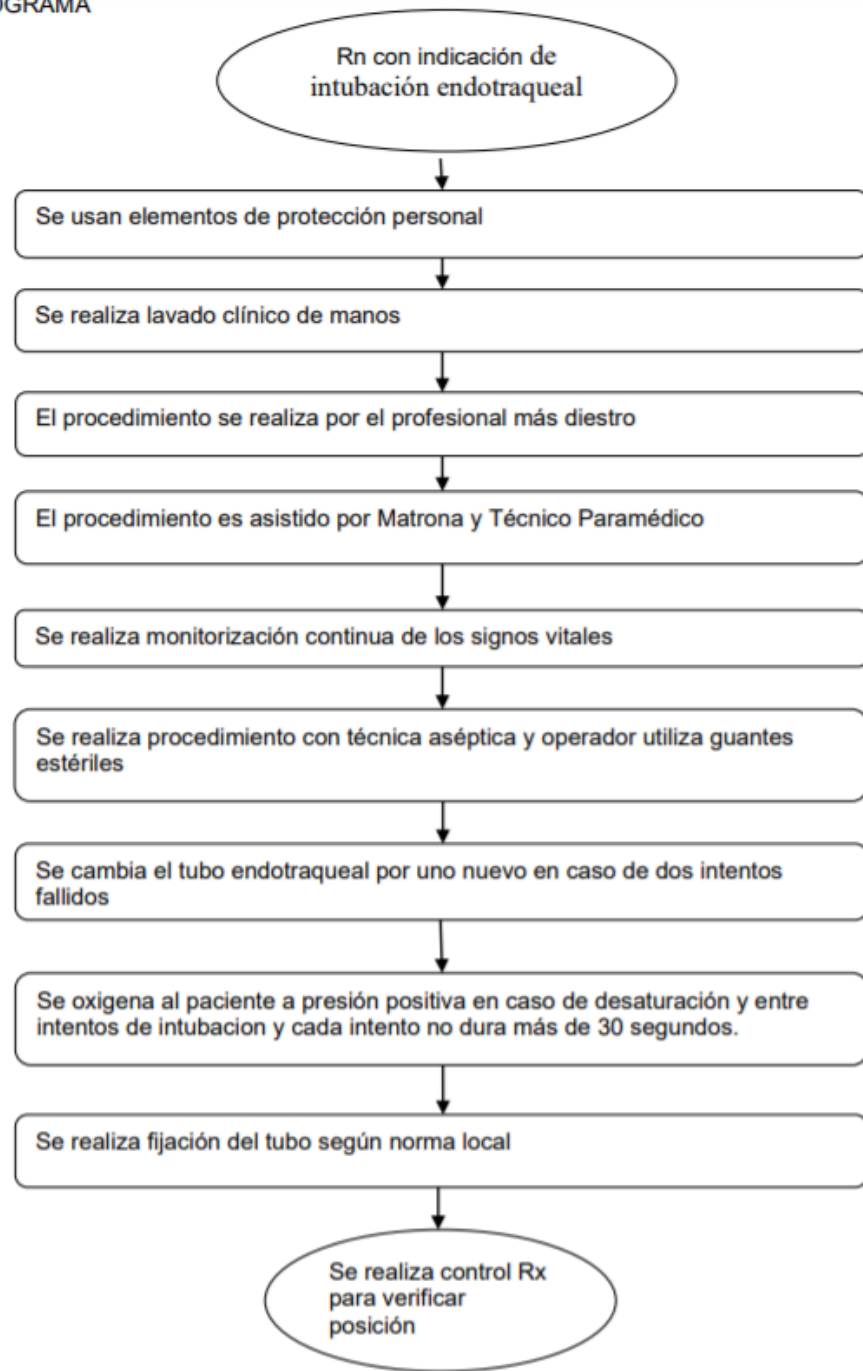 OGRAMA
Rn con indicación de
intubación endotraqueal
Se usan elementos de protección personal
Se realiza lavado clínico de manos
El procedimiento se realiza por el profesional más diestro
El procedimiento es asistido por Matrona y Técnico Paramédico
Se realiza monitorización continua de los signos vitales
Se realiza procedimiento con técnica aséptica y operador utiliza guantes
estériles
Se cambia el tubo endotraqueal por uno nuevo en caso de dos intentos
fallidos
Se oxigena al paciente a presión positiva en caso de desaturación y entre
intentos de intubacion y cada intento no dura más de 30 segundos.
Se realiza fijación del tubo según norma local
Se realiza control Rx
para verificar
posición